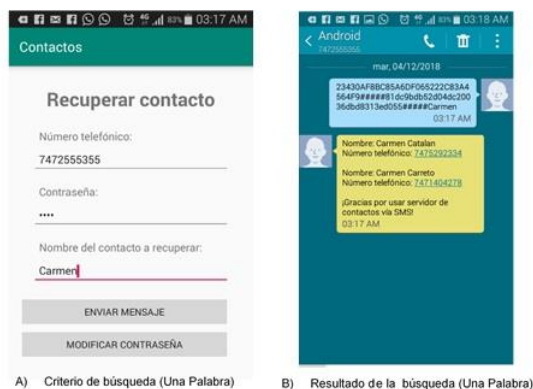 83% 03:17 AM
Contactos
Recuperar contacto
Número telefónico:
7472555355
Contraseña:
••••
Nombre del contacto a recuperar:
Carmen
ENVIAR MENSAJE
MODIFICAR CONTRASEÑA
A) Criterio de búsqueda (Una Palabra)
83% 03:18 AM
Android
7472555355
mar, 04/12/2018
23430AFBBC85A6DF065222C83A4
564F9#####81dc9bdb52d04dc200
36dbd8313ed055#####Carmen
03:17 AM
Nombre: Carmen Catalan
Número telefónico: 7475292334
Nombre: Carmen Carreto
Número telefónico: 7471404278
¡Gracias por usar servidor de
contactos vía SMS!
03:17 AM
B) Resultado de la búsqueda (Una Palabra)